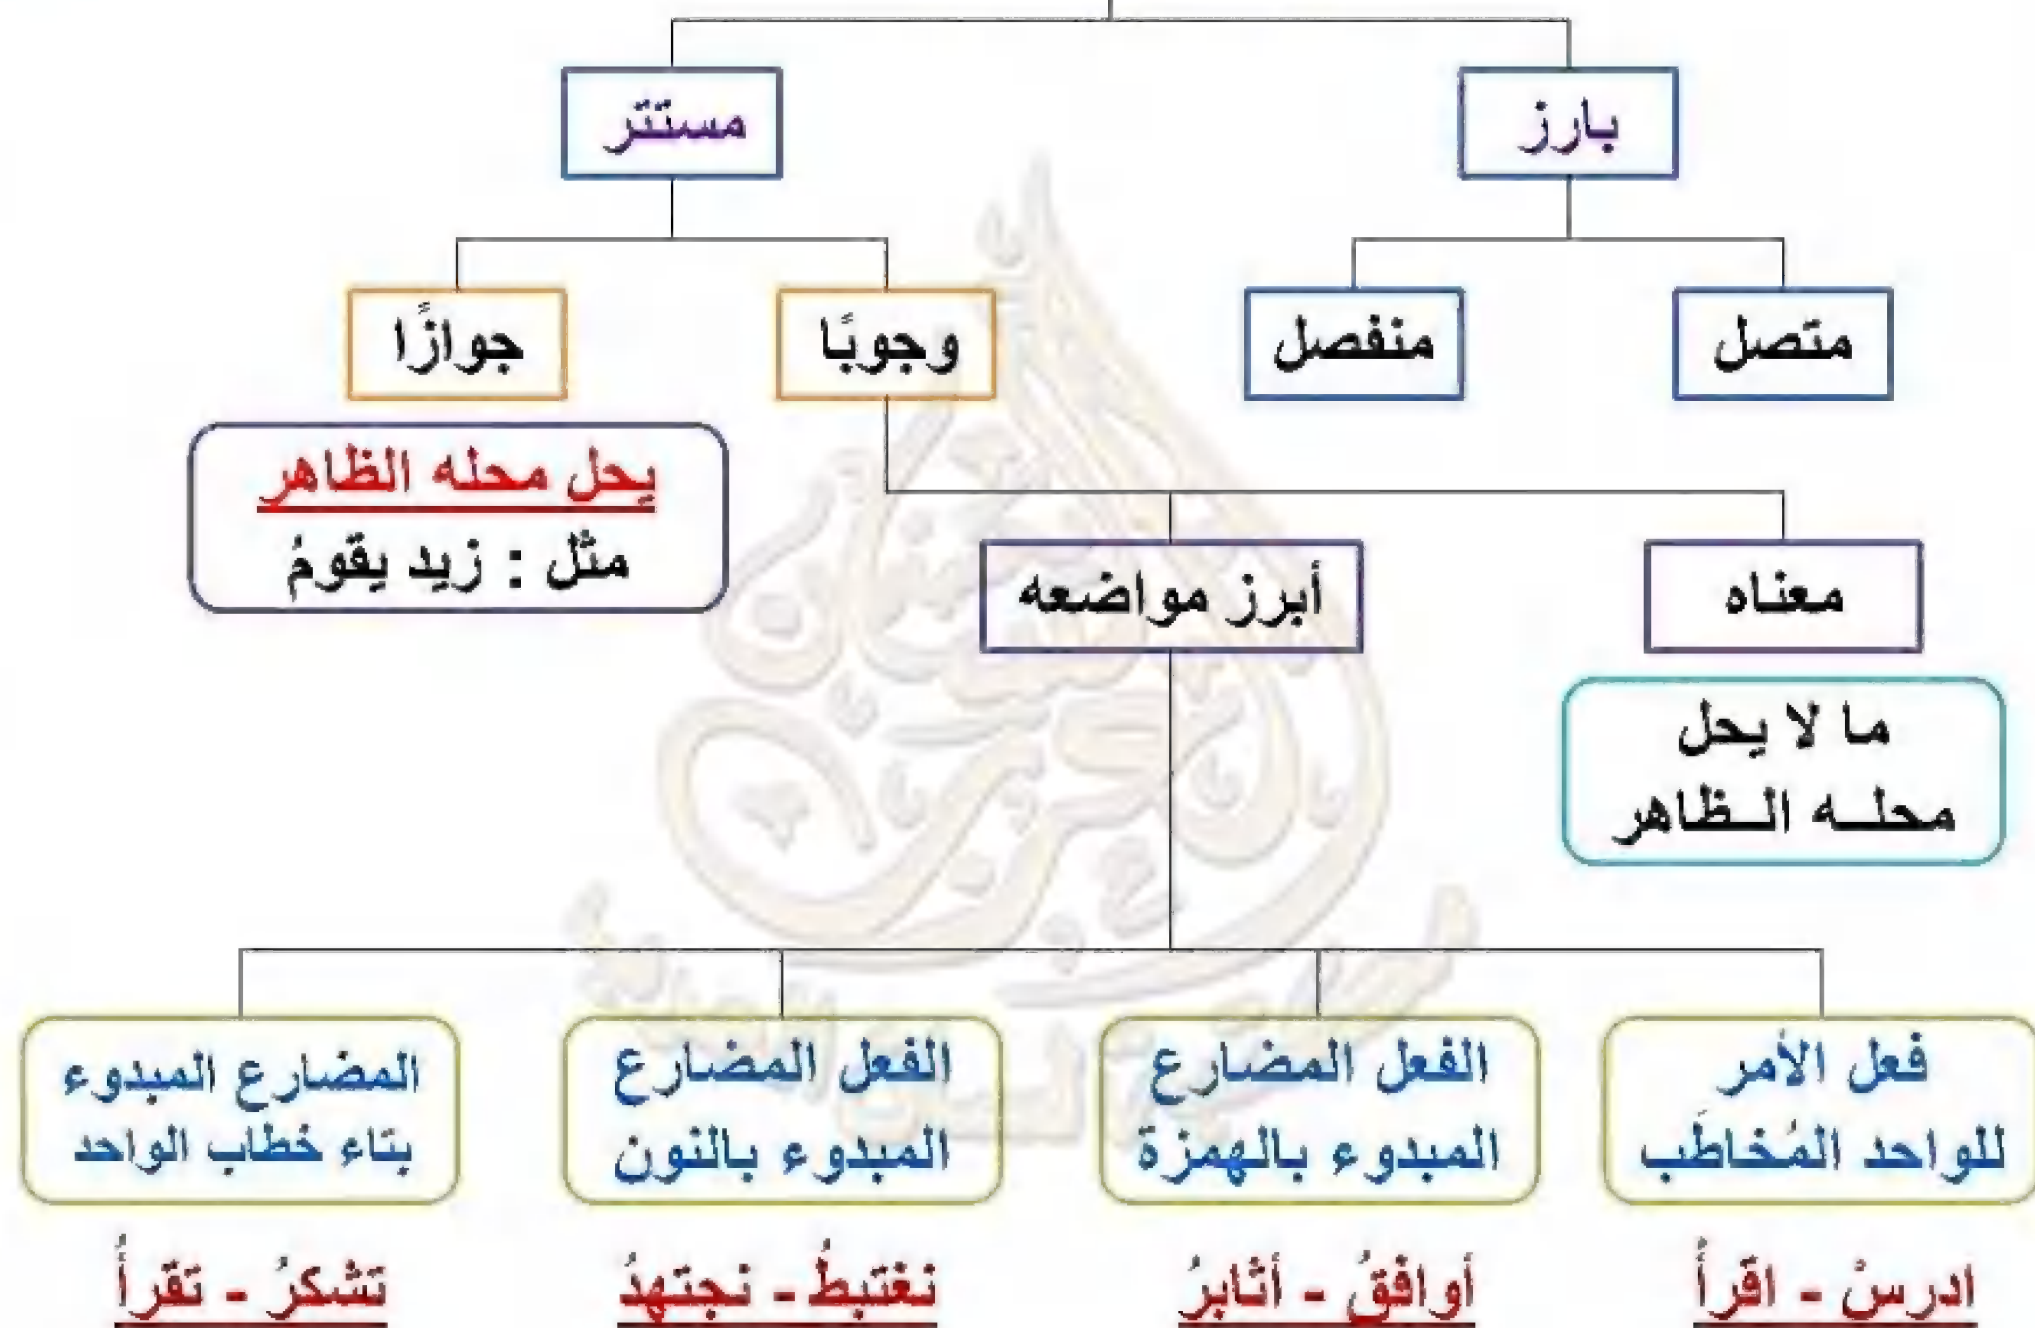 بارز
مستتر
متصل
منفصل
وجوبًا
جوازًا
يحل محله الظاهر
مثل : زيد يقومُ
معناه
أبرز مواضعه
ما لا يحل
محلـــه الــظاهر
فعل الأمر
للواحد المُخاطَب
الفعل المضارع
المبدوء بالهمزة
الفعل المضارع
المبدوء بالنون
المضارع المبدوء
بتاء خطاب الواحد
ادرسْ - اقرأْ
أوافقُ - أثابرُ
نغتبطُ - نجتهدُ
تشكرُ - تقرأُ